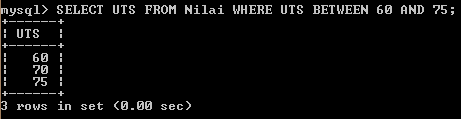 mysql> SELECT UTS FROM Nilai WHERE UTS BETWEEN 60 AND 75;
+------+
| UTS  |
+------+
|   60 |
|   70 |
|   75 |
+------+
3 rows in set (0.00 sec)